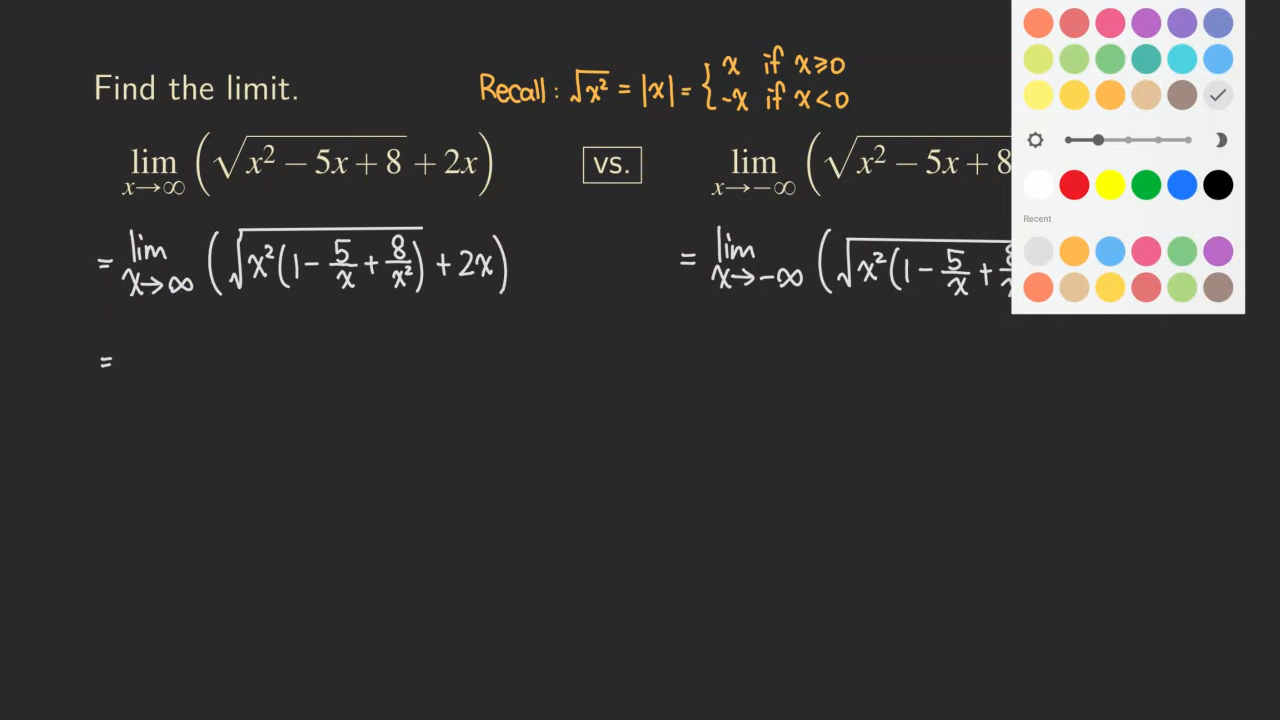 Find the limit.
Recall: √x² = |x| = { x if x ≥ 0
-x if x < 0
lim x→∞ (√(x² − 5x + 8) + 2x)
vs.
lim x→−∞ (√(x² − 5x + 8
= lim x→∞ (√(x²(1 − 5/x + 8/x²)) + 2x)
= lim x→−∞ (√(x²(1 − 5/x +
=
Recent